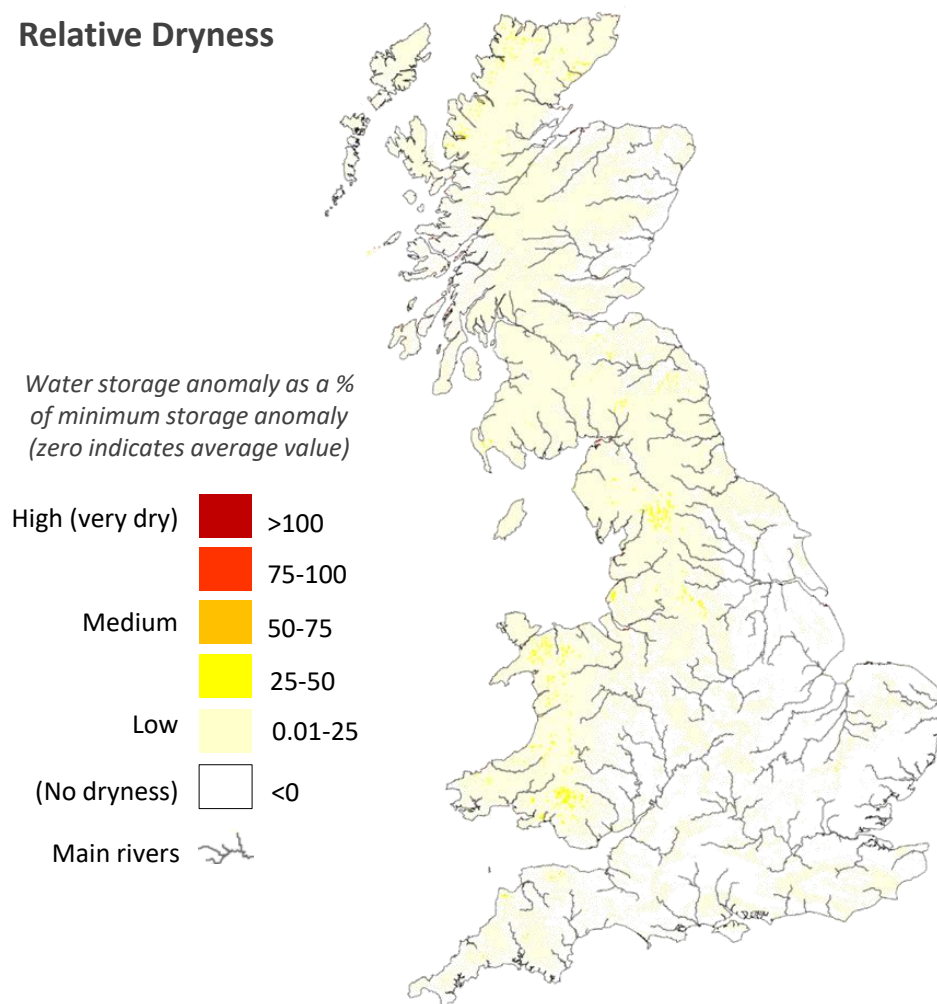 Relative Dryness
Water storage anomaly as a %
of minimum storage anomaly
(zero indicates average value)
High (very dry) >100
75-100
Medium 50-75
25-50
Low 0.01-25
(No dryness) <0
Main rivers